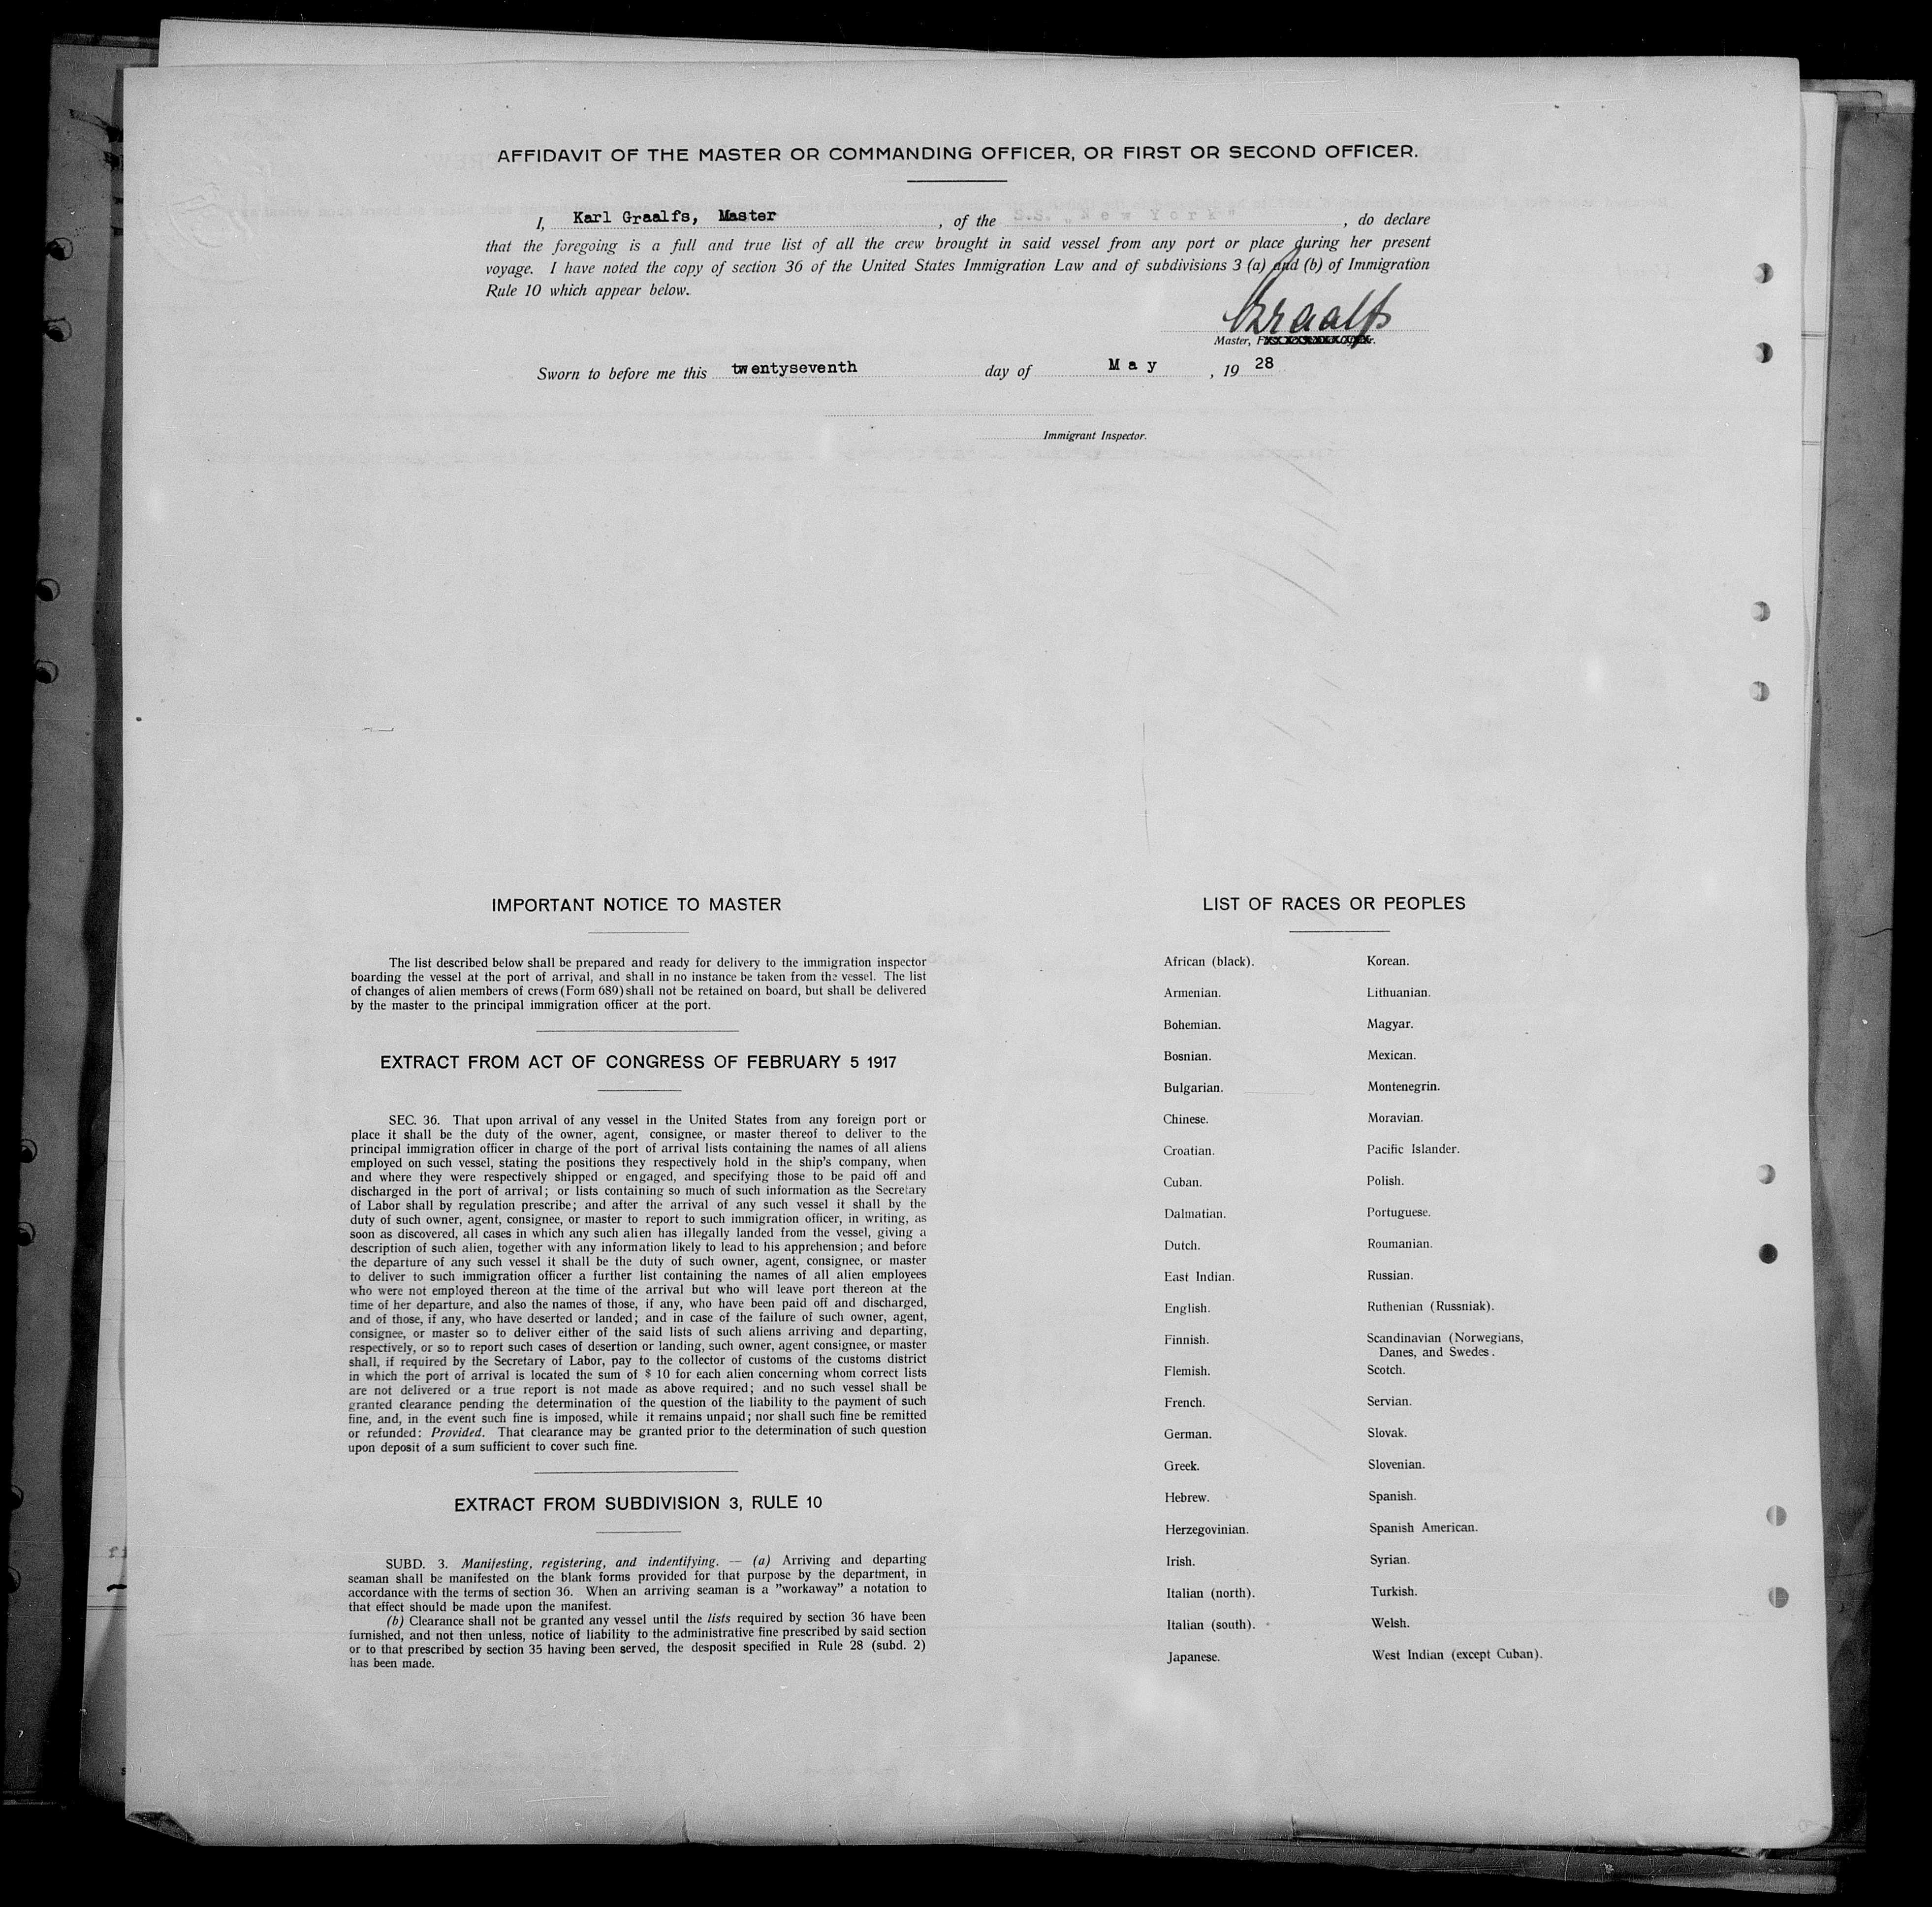 AFFIDAVIT OF THE MASTER OR COMMANDING OFFICER, OR FIRST OR SECOND OFFICER.
I, Karl Graalfs, Master, of the S.S. „New York", do declare
that the foregoing is a full and true list of all the crew brought in said vessel from any port or place during her present
voyage. I have noted the copy of section 36 of the United States Immigration Law and of subdivisions 3 (a) and (b) of Immigration
Rule 10 which appear below.
Graalfs
Master,
Sworn to before me this twentyseventh day of May, 19 28
Immigrant Inspector.
IMPORTANT NOTICE TO MASTER
The list described below shall be prepared and ready for delivery to the immigration inspector
boarding the vessel at the port of arrival, and shall in no instance be taken from the vessel. The list
of changes of alien members of crews (Form 689) shall not be retained on board, but shall be delivered
by the master to the principal immigration officer at the port.
EXTRACT FROM ACT OF CONGRESS OF FEBRUARY 5 1917
SEC. 36. That upon arrival of any vessel in the United States from any foreign port or
place it shall be the duty of the owner, agent, consignee, or master thereof to deliver to the
principal immigration officer in charge of the port of arrival lists containing the names of all aliens
employed on such vessel, stating the positions they respectively hold in the ship's company, when
and where they were respectively shipped or engaged, and specifying those to be paid off and
discharged in the port of arrival; or lists containing so much of such information as the Secretary
of Labor shall by regulation prescribe; and after the arrival of any such vessel it shall by the
duty of such owner, agent, consignee, or master to report to such immigration officer, in writing, as
soon as discovered, all cases in which any such alien has illegally landed from the vessel, giving a
description of such alien, together with any information likely to lead to his apprehension; and before
the departure of any such vessel it shall be the duty of such owner, agent, consignee, or master
to deliver to such immigration officer a further list containing the names of all alien employees
who were not employed thereon at the time of the arrival but who will leave port thereon at the
time of her departure, and also the names of those, if any, who have been paid off and discharged,
and of those, if any, who have deserted or landed; and in case of the failure of such owner, agent,
consignee, or master so to deliver either of the said lists of such aliens arriving and departing,
respectively, or so to report such cases of desertion or landing, such owner, agent consignee, or master
shall, if required by the Secretary of Labor, pay to the collector of customs of the customs district
in which the port of arrival is located the sum of $ 10 for each alien concerning whom correct lists
are not delivered or a true report is not made as above required; and no such vessel shall be
granted clearance pending the determination of the question of the liability to the payment of such
fine, and, in the event such fine is imposed, while it remains unpaid; nor shall such fine be remitted
or refunded: Provided. That clearance may be granted prior to the determination of such question
upon deposit of a sum sufficient to cover such fine.
EXTRACT FROM SUBDIVISION 3, RULE 10
SUBD. 3. Manifesting, registering, and indentifying. — (a) Arriving and departing
seaman shall be manifested on the blank forms provided for that purpose by the department, in
accordance with the terms of section 36. When an arriving seaman is a "workaway" a notation to
that effect should be made upon the manifest.
(b) Clearance shall not be granted any vessel until the lists required by section 36 have been
furnished, and not then unless, notice of liability to the administrative fine prescribed by said section
or to that prescribed by section 35 having been served, the desposit specified in Rule 28 (subd. 2)
has been made.
LIST OF RACES OR PEOPLES
African (black).
Armenian.
Bohemian.
Bosnian.
Bulgarian.
Chinese.
Croatian.
Cuban.
Dalmatian.
Dutch.
East Indian.
English.
Finnish.
Flemish.
French.
German.
Greek.
Hebrew.
Herzegovinian.
Irish.
Italian (north).
Italian (south).
Japanese.
Korean.
Lithuanian.
Magyar.
Mexican.
Montenegrin.
Moravian.
Pacific Islander.
Polish.
Portuguese.
Roumanian.
Russian.
Ruthenian (Russniak).
Scandinavian (Norwegians,
Danes, and Swedes.
Scotch.
Servian.
Slovak.
Slovenian.
Spanish.
Spanish American.
Syrian.
Turkish.
Welsh.
West Indian (except Cuban).